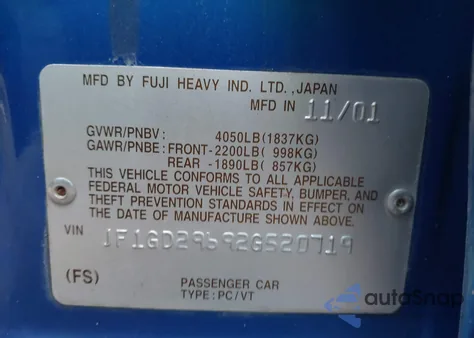 MFD BY FUJI HEAVY IND. LTD. ,JAPAN
MFD IN 11/01
GVWR/PNBV: 4050LB(1837KG)
GAWR/PNBE: FRONT-2200LB( 998KG)
REAR -1890LB( 857KG)
THIS VEHICLE CONFORMS TO ALL APPLICABLE
FEDERAL MOTOR VEHICLE SAFETY, BUMPER, AND
THEFT PREVENTION STANDARDS IN EFFECT ON
THE DATE OF MANUFACTURE SHOWN ABOVE.
VIN JF1GD29692G520719
(FS) PASSENGER CAR
TYPE: PC/VT
autoSnap